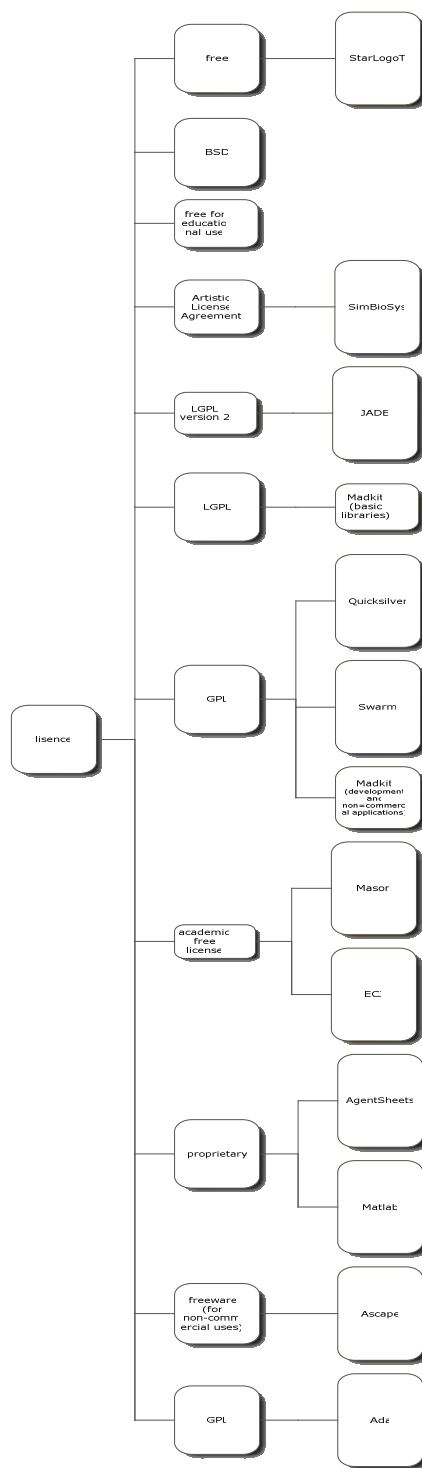 free
StarLogoT
BSD
free for
educatio
nal use
Artistic
License
Agreement
SimBioSys
LGPL
version 2
JADE
LGPL
Madkit
(basic
libraries)
Quicksilver
GPL
Swarm
lisence
Madkit
(development
and
non=commerc
al applications)
Mason
academic
free
license
ECJ
AgentSheets
proprietary
Matlab
freeware
(for
non-comm
ercial uses)
Ascape
GPL
Ada